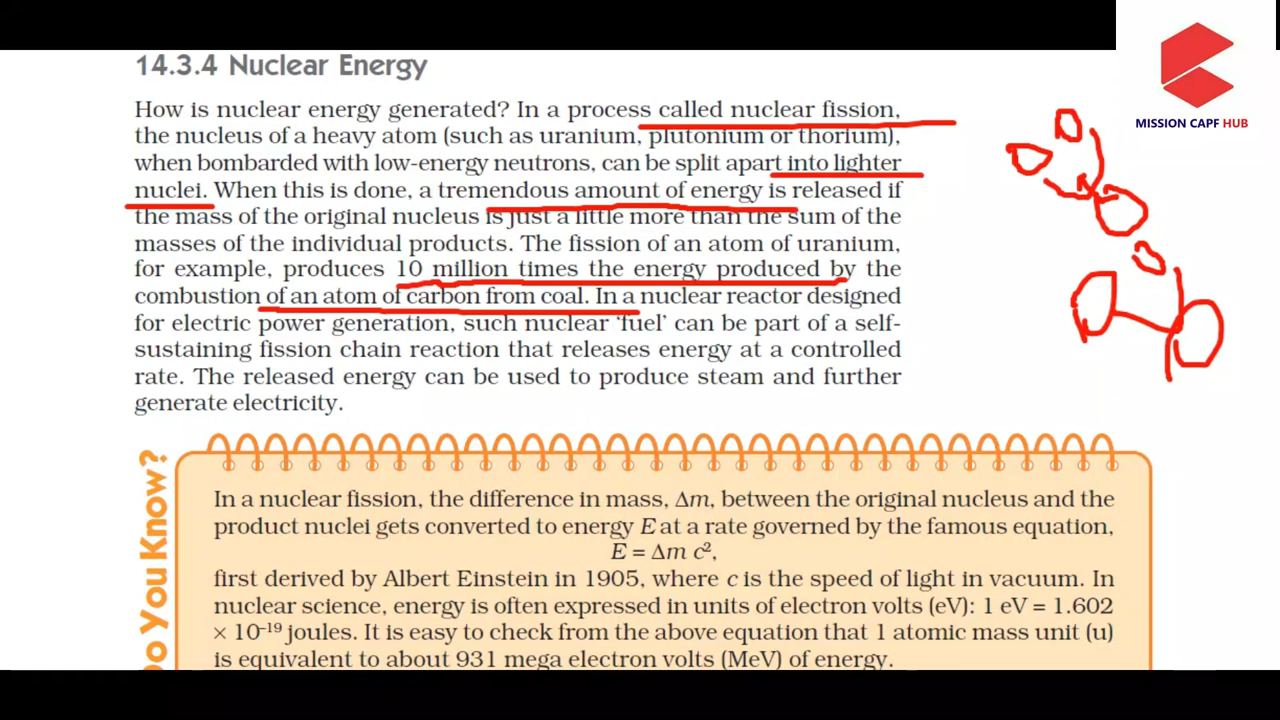 14.3.4 Nuclear Energy
MISSION CAPF HUB
How is nuclear energy generated? In a process called nuclear fission,
the nucleus of a heavy atom (such as uranium, plutonium or thorium),
when bombarded with low-energy neutrons, can be split apart into lighter
nuclei. When this is done, a tremendous amount of energy is released if
the mass of the original nucleus is just a little more than the sum of the
masses of the individual products. The fission of an atom of uranium,
for example, produces 10 million times the energy produced by the
combustion of an atom of carbon from coal. In a nuclear reactor designed
for electric power generation, such nuclear ‘fuel’ can be part of a self-
sustaining fission chain reaction that releases energy at a controlled
rate. The released energy can be used to produce steam and further
generate electricity.
Do You Know?
In a nuclear fission, the difference in mass, Δm, between the original nucleus and the
product nuclei gets converted to energy E at a rate governed by the famous equation,
E = Δm c²,
first derived by Albert Einstein in 1905, where c is the speed of light in vacuum. In
nuclear science, energy is often expressed in units of electron volts (eV): 1 eV = 1.602
× 10⁻¹⁹ joules. It is easy to check from the above equation that 1 atomic mass unit (u)
is equivalent to about 931 mega electron volts (MeV) of energy.